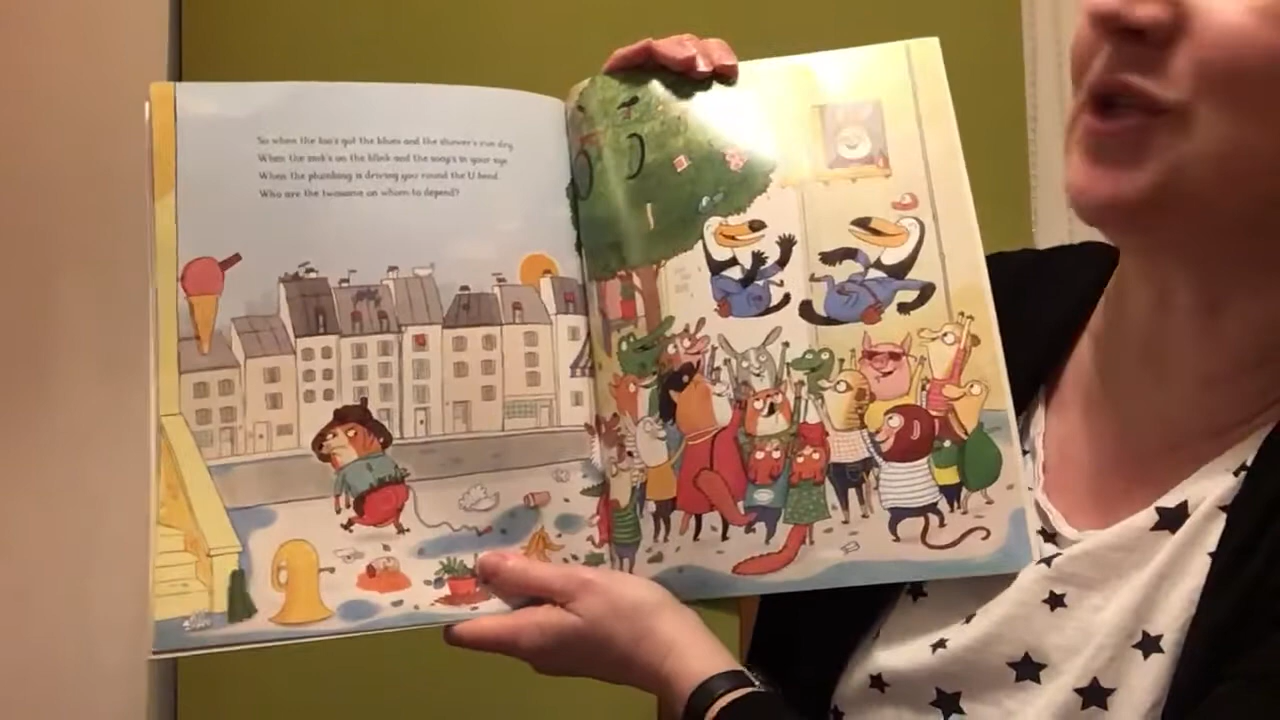 So when the loo's got the blues and the shower's run dry,
When the sink's on the blink and the soap's in your eye
When the plumbing is driving you round the U bend.
Who are the twosome on whom to depend?